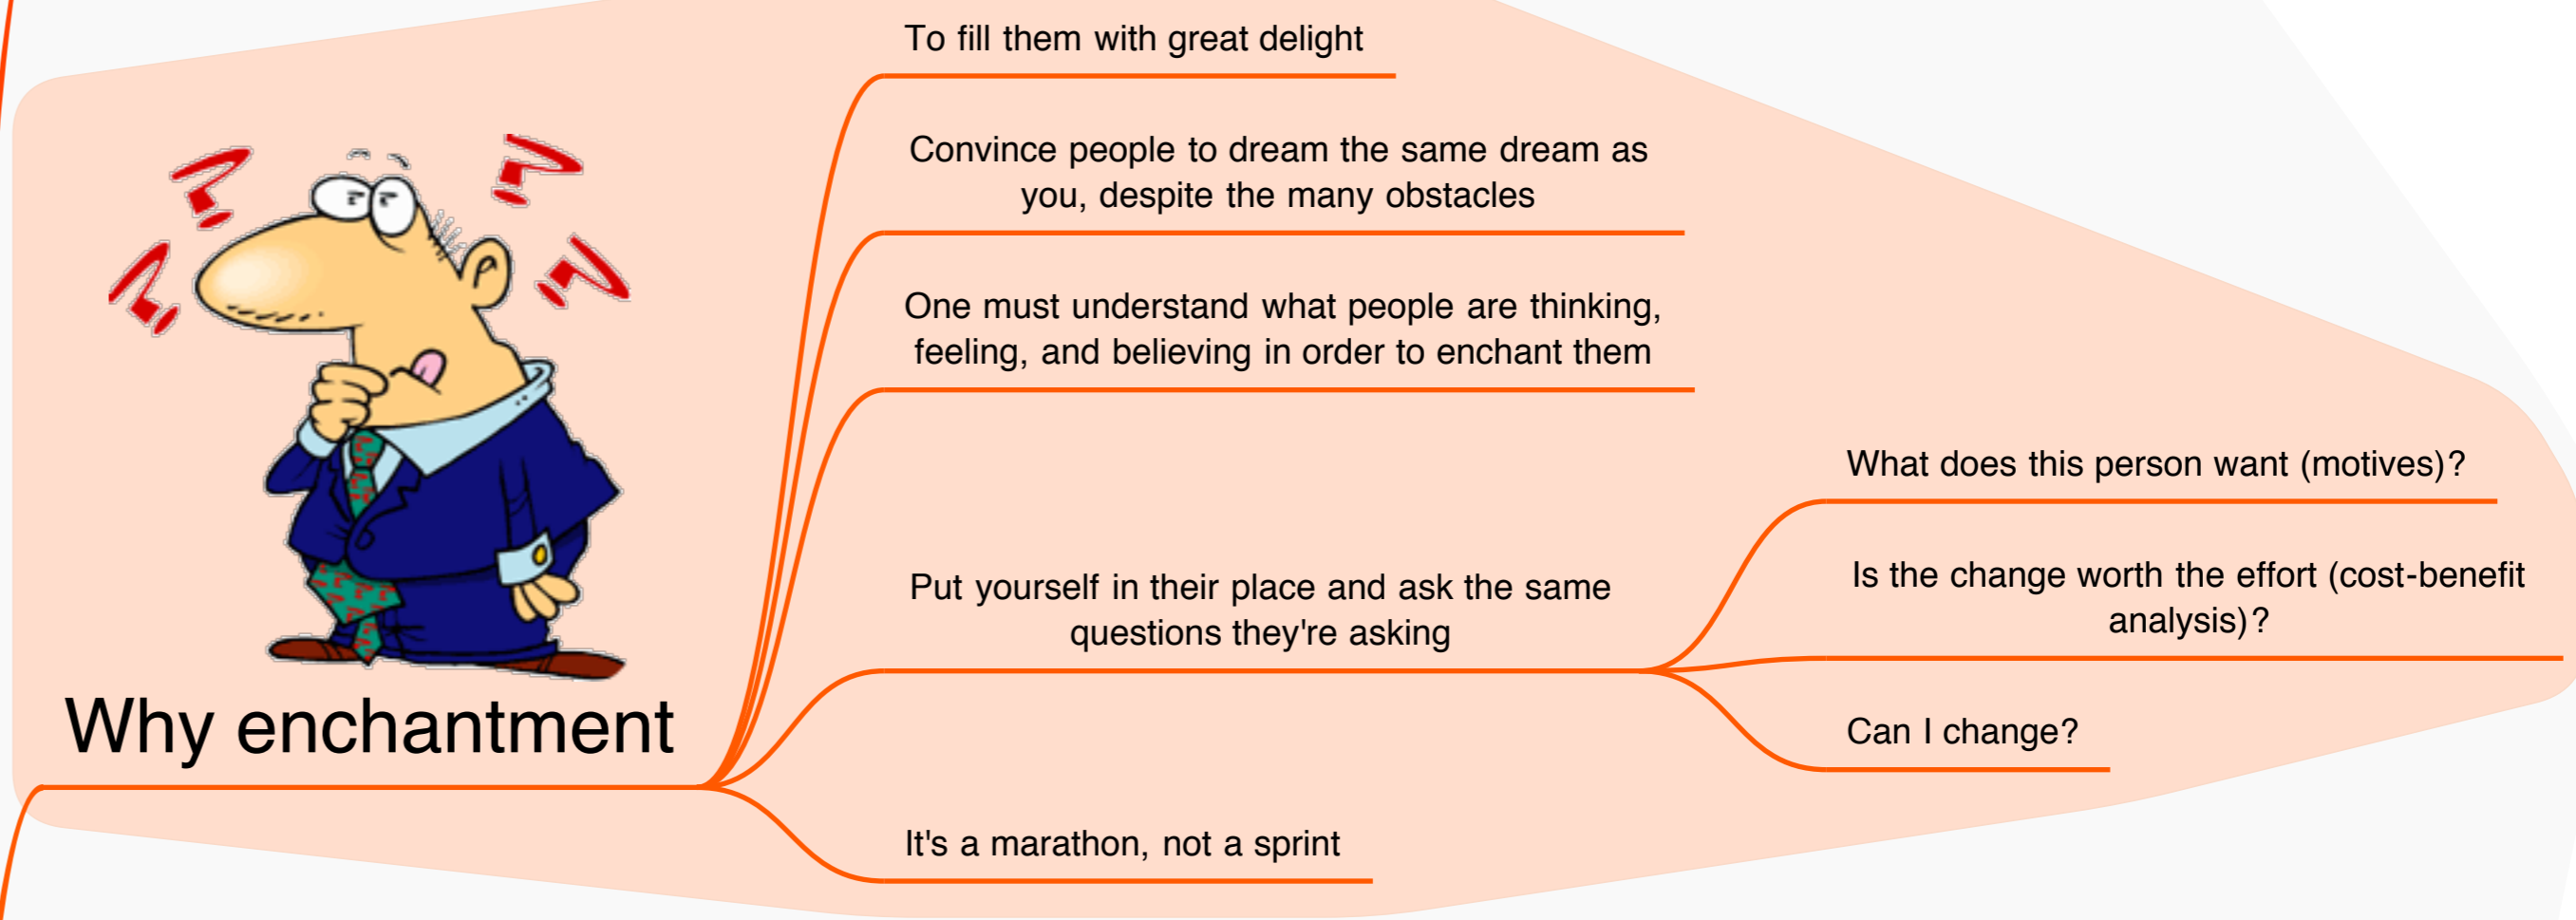 To fill them with great delight
Convince people to dream the same dream as
you, despite the many obstacles
One must understand what people are thinking,
feeling, and believing in order to enchant them
Put yourself in their place and ask the same
questions they're asking
What does this person want (motives)?
Is the change worth the effort (cost-benefit
analysis)?
Can I change?
Why enchantment
It's a marathon, not a sprint